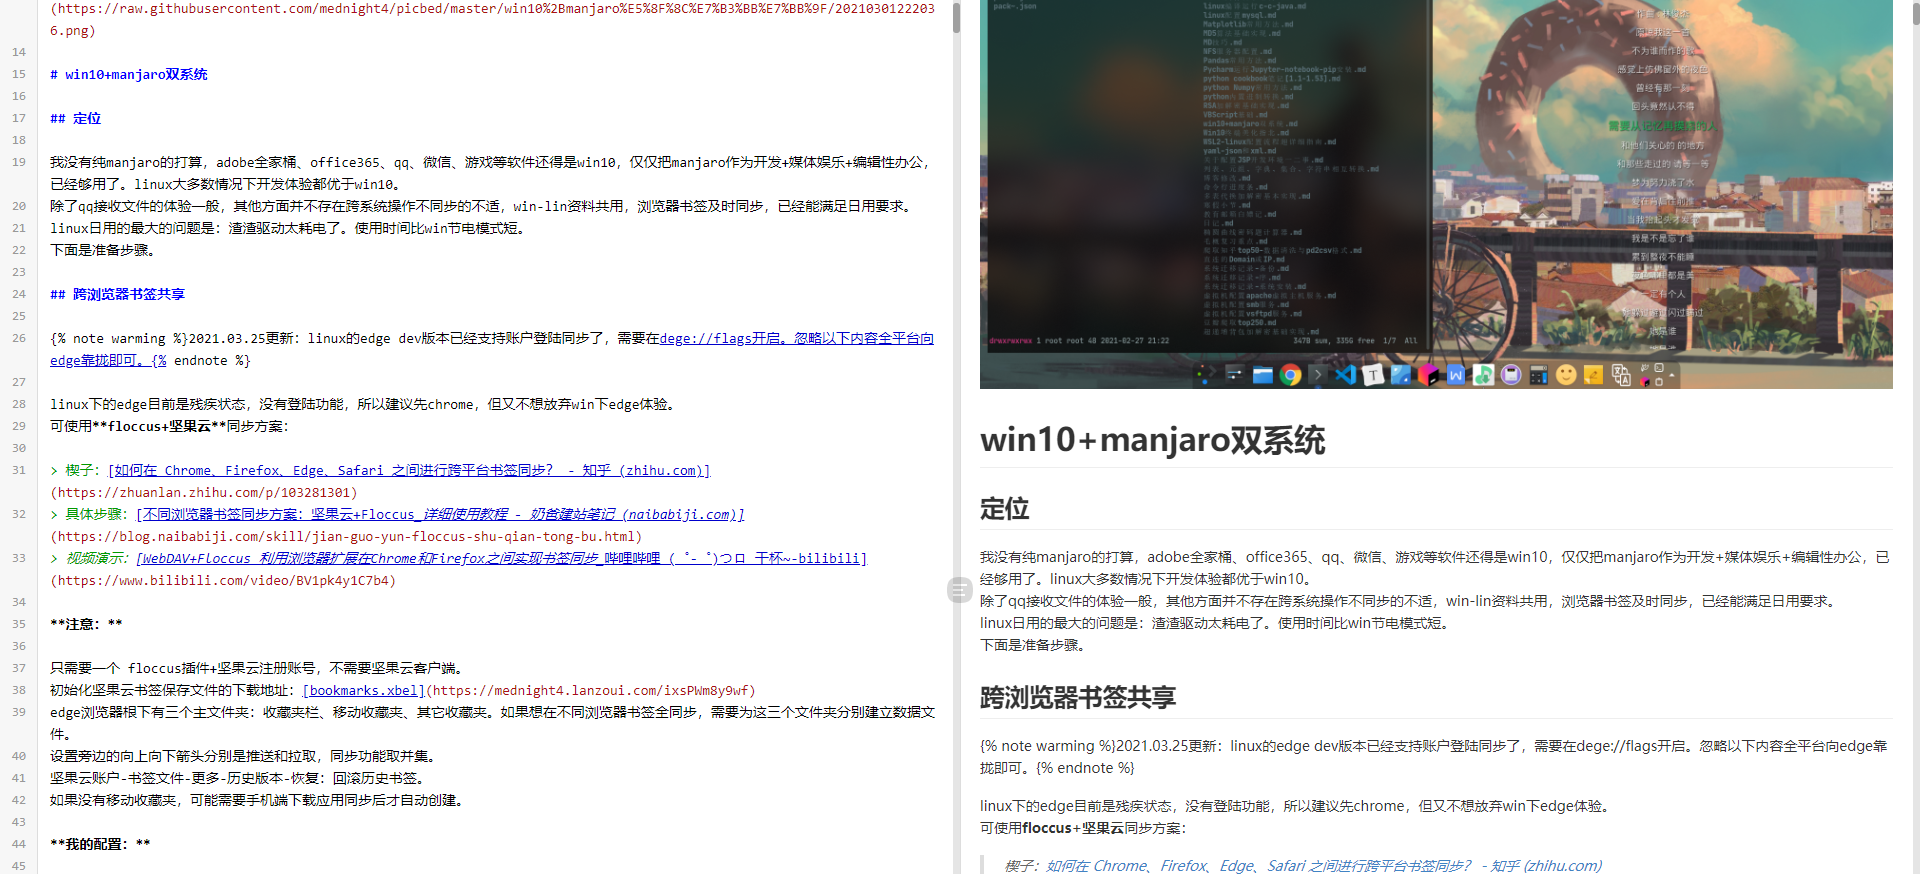 (https://raw.githubusercontent.com/mednight4/picbed/master/win10%2Bmanjaro%E5%8F%8C%E7%B3%BB%E7%BB%9F/20210301222036.png)
14
15 # win10+manjaro双系统
16
17 ## 定位
18
19 我没有纯manjaro的打算，adobe全家桶、office365、qq、微信、游戏等软件还得是win10，仅仅把manjaro作为开发+媒体娱乐+编辑性办公，
已经够用了。linux大多数情况下开发体验都优于win10。
20 除了qq接收文件的体验一般，其他方面并不存在跨系统操作不同步的不适，win-lin资料共用，浏览器书签及时同步，已经能满足日用要求。
21 linux日用的最大的问题是：渣渣驱动太耗电了。使用时间比win节电模式短。
22 下面是准备步骤。
23
24 ## 跨浏览器书签共享
25
26 {% note warming %}2021.03.25更新：linux的edge dev版本已经支持账户登陆同步了，需要在dege://flags开启。忽略以下内容全平台向
edge靠拢即可。{% endnote %}
27
28 linux下的edge目前是残疾状态，没有登陆功能，所以建议先chrome，但又不想放弃win下edge体验。
29 可使用**floccus+坚果云**同步方案：
30
31 > 楔子：[如何在 Chrome、Firefox、Edge、Safari 之间进行跨平台书签同步？ - 知乎 (zhihu.com)]
(https://zhuanlan.zhihu.com/p/103281301)
32 > 具体步骤：[不同浏览器书签同步方案：坚果云+Floccus_详细使用教程 - 奶爸建站笔记 (naibabiji.com)]
(https://blog.naibabiji.com/skill/jian-guo-yun-floccus-shu-qian-tong-bu.html)
33 > 视频演示：[WebDAV+Floccus 利用浏览器扩展在Chrome和Firefox之间实现书签同步_哔哩哔哩 (゜-゜)つロ 干杯~-bilibili]
(https://www.bilibili.com/video/BV1pk4y1C7b4)
34
35 **注意：**
36
37 只需要一个 floccus插件+坚果云注册账号，不需要坚果云客户端。
38 初始化坚果云书签保存文件的下载地址：[bookmarks.xbel](https://mednight4.lanzoui.com/ixsPWm8y9wf)
39 edge浏览器根下有三个主文件夹：收藏夹栏、移动收藏夹、其它收藏夹。如果想在不同浏览器书签全同步，需要为这三个文件夹分别建立数据文
件。
40 设置旁边的向上向下箭头分别是推送和拉取，同步功能取并集。
41 坚果云账户-书签文件-更多-历史版本-恢复：回滚历史书签。
42 如果没有移动收藏夹，可能需要手机端下载应用同步后才自动创建。
43
44 **我的配置：**
45
drwxrwxrwx 1 root root 48 2021-02-27 21:22
347B sum, 335G free 1/7 All
win10+manjaro双系统
定位
我没有纯manjaro的打算，adobe全家桶、office365、qq、微信、游戏等软件还得是win10，仅仅把manjaro作为开发+媒体娱乐+编辑性办公，已
经够用了。linux大多数情况下开发体验都优于win10。
除了qq接收文件的体验一般，其他方面并不存在跨系统操作不同步的不适，win-lin资料共用，浏览器书签及时同步，已经能满足日用要求。
linux日用的最大的问题是：渣渣驱动太耗电了。使用时间比win节电模式短。
下面是准备步骤。
跨浏览器书签共享
{% note warming %}2021.03.25更新：linux的edge dev版本已经支持账户登陆同步了，需要在dege://flags开启。忽略以下内容全平台向edge靠
拢即可。{% endnote %}
linux下的edge目前是残疾状态，没有登陆功能，所以建议先chrome，但又不想放弃win下edge体验。
可使用floccus+坚果云同步方案：
楔子：如何在 Chrome、Firefox、Edge、Safari 之间进行跨平台书签同步？ - 知乎 (zhihu.com)